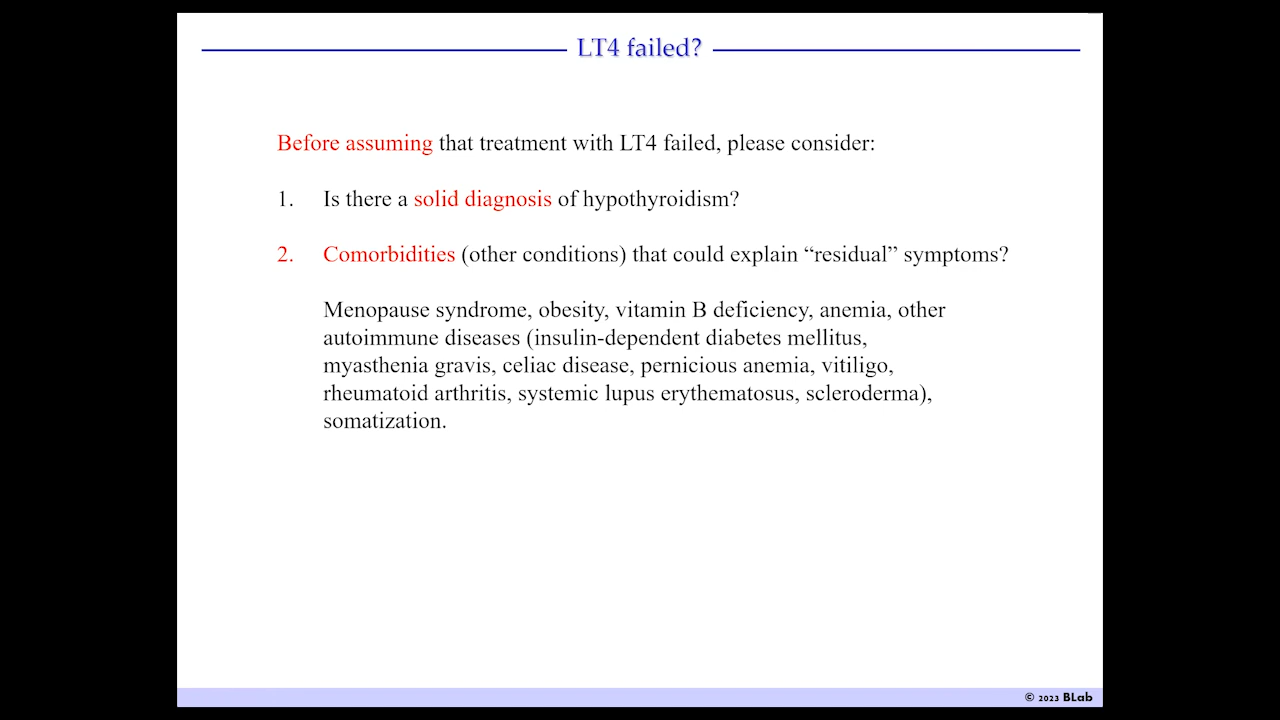 LT4 failed?
Before assuming that treatment with LT4 failed, please consider:
1. Is there a solid diagnosis of hypothyroidism?
2. Comorbidities (other conditions) that could explain “residual” symptoms?
Menopause syndrome, obesity, vitamin B deficiency, anemia, other
autoimmune diseases (insulin-dependent diabetes mellitus,
myasthenia gravis, celiac disease, pernicious anemia, vitiligo,
rheumatoid arthritis, systemic lupus erythematosus, scleroderma),
somatization.
© 2023 BLab